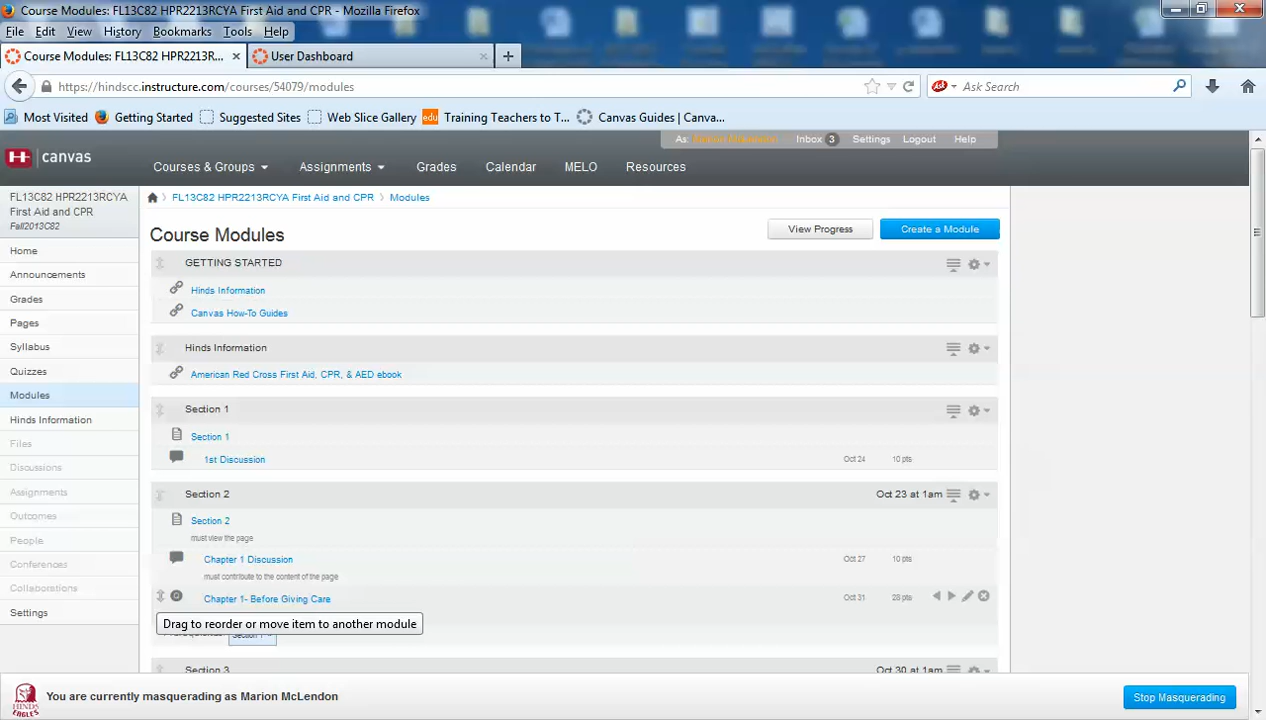 Course Modules: FL13C82 HPR2213RCYA First Aid and CPR - Mozilla Firefox
File Edit View History Bookmarks Tools Help
Course Modules: FL13C82 HPR2213R... × User Dashboard × +
https://hindscc.instructure.com/courses/54079/modules Ask Search
Most Visited Getting Started Suggested Sites Web Slice Gallery edu Training Teachers to T... Canvas Guides | Canva...
As: Inbox 3 Settings Logout Help
H canvas Courses & Groups Assignments Grades Calendar MELO Resources
FL13C82 HPR2213RCYA
First Aid and CPR
Fall2013C82
Home
Announcements
Grades
Pages
Syllabus
Quizzes
Modules
Hinds Information
Files
Discussions
Assignments
Outcomes
People
Conferences
Collaborations
Settings
FL13C82 HPR2213RCYA First Aid and CPR Modules
Course Modules View Progress Create a Module
GETTING STARTED
Hinds Information
Canvas How-To Guides
Hinds Information
American Red Cross First Aid, CPR, & AED ebook
Section 1
Section 1
1st Discussion Oct 24 10 pts
Section 2 Oct 23 at 1am
Section 2
must view the page
Chapter 1 Discussion Oct 27 10 pts
must contribute to the content of the page
Chapter 1- Before Giving Care Oct 31 28 pts
Drag to reorder or move item to another module
Section 1
Section 3 Oct 30 at 1am
HINDS
EAGLES
You are currently masquerading as Marion McLendon Stop Masquerading